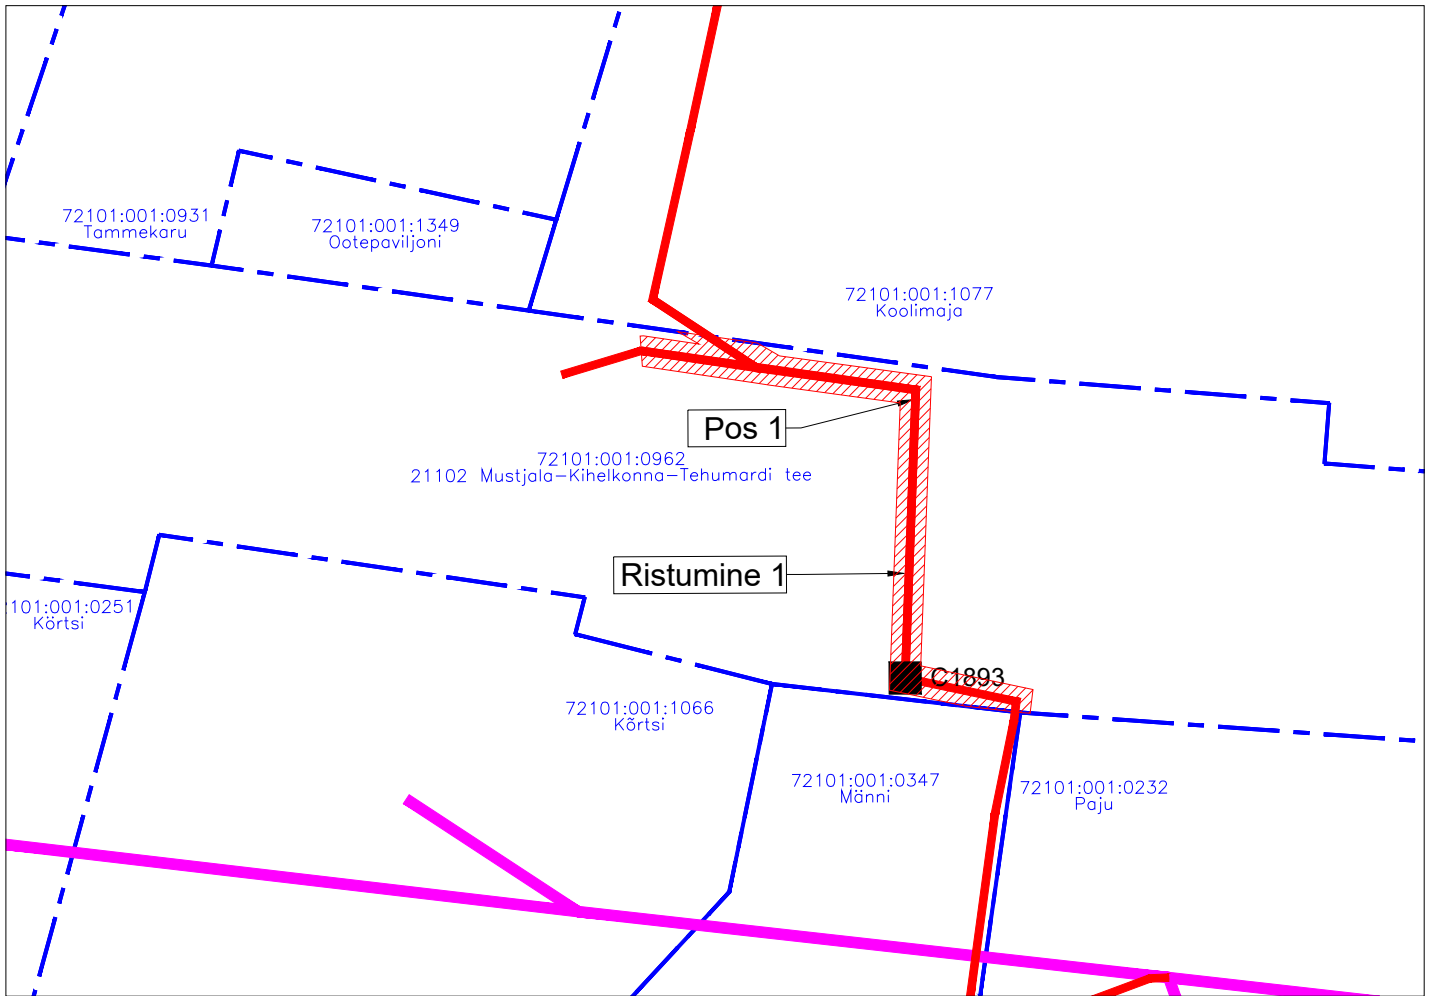 72101:001:0931
Tammekaru
72101:001:1349
Ootepaviljoni
72101:001:1077
Koolimaja
Pos 1
72101:001:0962
21102 Mustjala-Kihelkonna-Tehumardi tee
Ristumine 1
101:001:0251
Körtsi
C1893
72101:001:1066
Kõrtsi
72101:001:0347
Männi
72101:001:0232
Paju